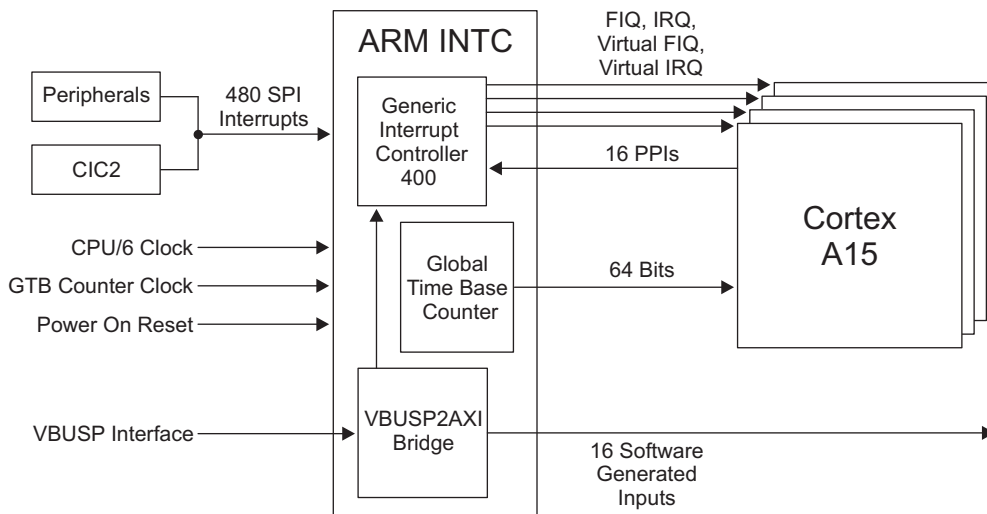 ARM INTC
FIQ, IRQ,
Virtual FIQ,
Virtual IRQ
Peripherals
CIC2
480 SPI
Interrupts
Generic
Interrupt
Controller
400
16 PPIs
Cortex
A15
CPU/6 Clock
GTB Counter Clock
Power On Reset
Global
Time Base
Counter
64 Bits
VBUSP Interface
VBUSP2AXI
Bridge
16 Software
Generated
Inputs